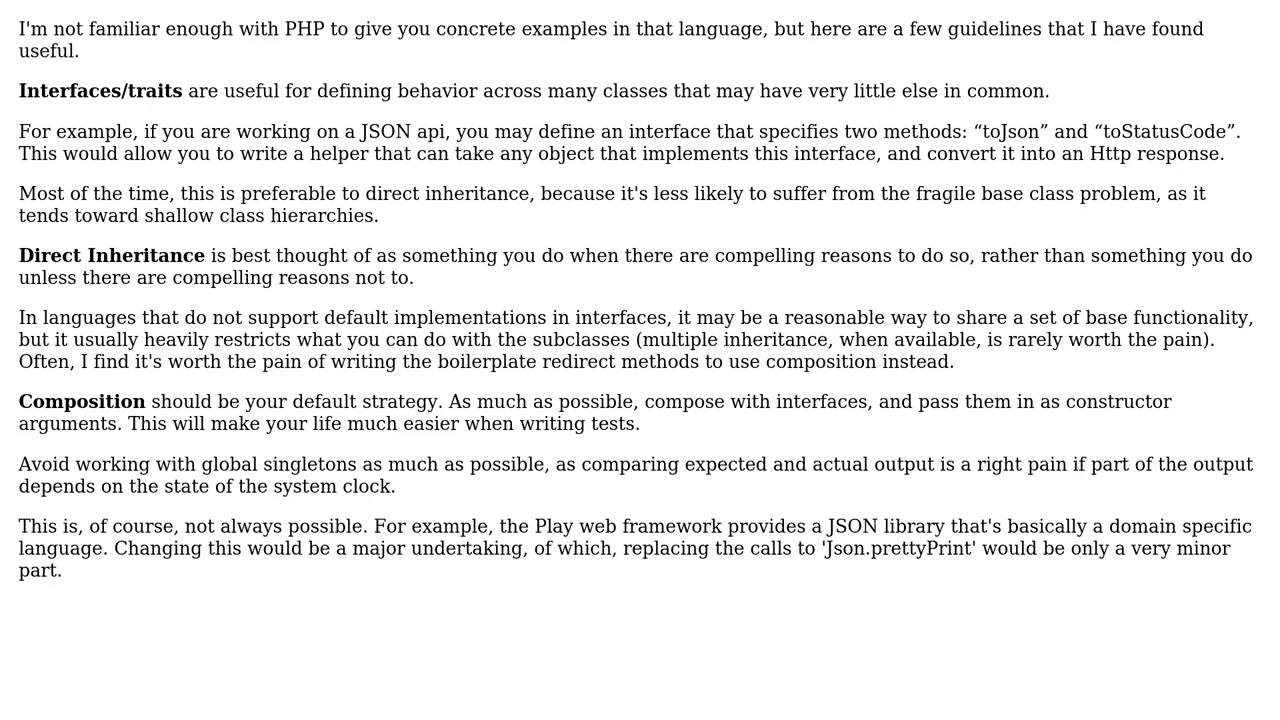 I'm not familiar enough with PHP to give you concrete examples in that language, but here are a few guidelines that I have found
useful.
Interfaces/traits are useful for defining behavior across many classes that may have very little else in common.
For example, if you are working on a JSON api, you may define an interface that specifies two methods: “toJson” and “toStatusCode”.
This would allow you to write a helper that can take any object that implements this interface, and convert it into an Http response.
Most of the time, this is preferable to direct inheritance, because it's less likely to suffer from the fragile base class problem, as it
tends toward shallow class hierarchies.
Direct Inheritance is best thought of as something you do when there are compelling reasons to do so, rather than something you do
unless there are compelling reasons not to.
In languages that do not support default implementations in interfaces, it may be a reasonable way to share a set of base functionality,
but it usually heavily restricts what you can do with the subclasses (multiple inheritance, when available, is rarely worth the pain).
Often, I find it's worth the pain of writing the boilerplate redirect methods to use composition instead.
Composition should be your default strategy. As much as possible, compose with interfaces, and pass them in as constructor
arguments. This will make your life much easier when writing tests.
Avoid working with global singletons as much as possible, as comparing expected and actual output is a right pain if part of the output
depends on the state of the system clock.
This is, of course, not always possible. For example, the Play web framework provides a JSON library that's basically a domain specific
language. Changing this would be a major undertaking, of which, replacing the calls to 'Json.prettyPrint' would be only a very minor
part.